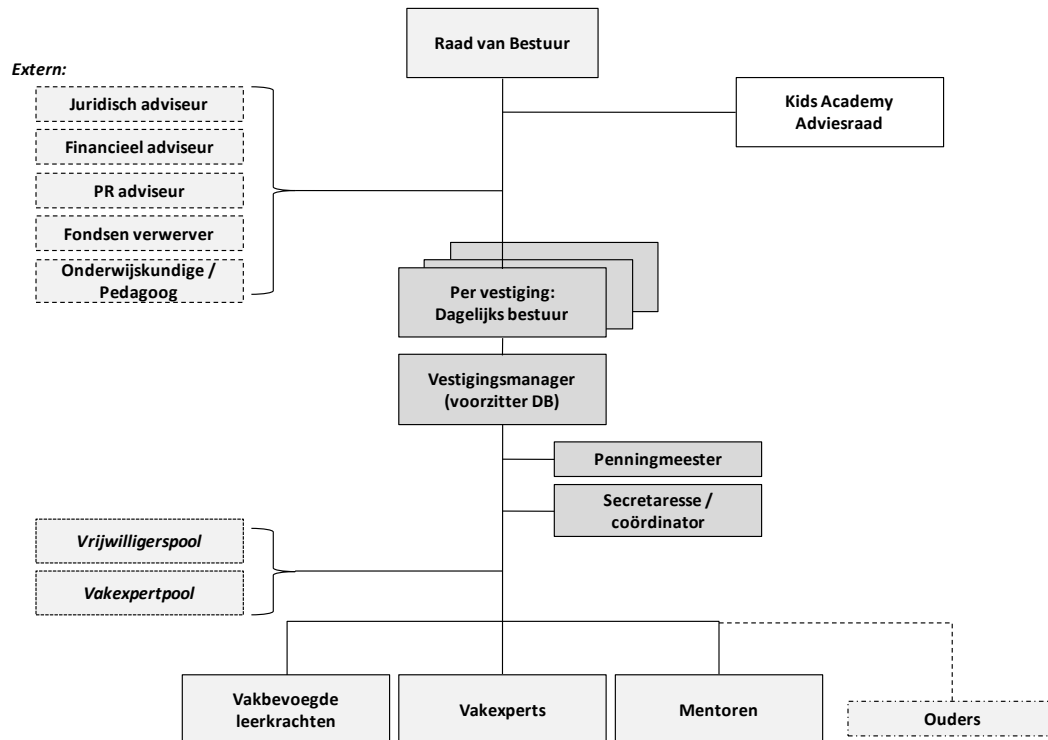 Raad van Bestuur
Extern:
Juridisch adviseur
Financieel adviseur
PR adviseur
Fondsen verwerver
Onderwijskundige /
Pedagoog
Kids Academy
Adviesraad
Per vestiging:
Dagelijks bestuur
Vestigingsmanager
(voorzitter DB)
Penningmeester
Secretaresse /
coördinator
Vrijwilligerspool
Vakexpertpool
Vakbevoegde
leerkrachten
Vakexperts
Mentoren
Ouders